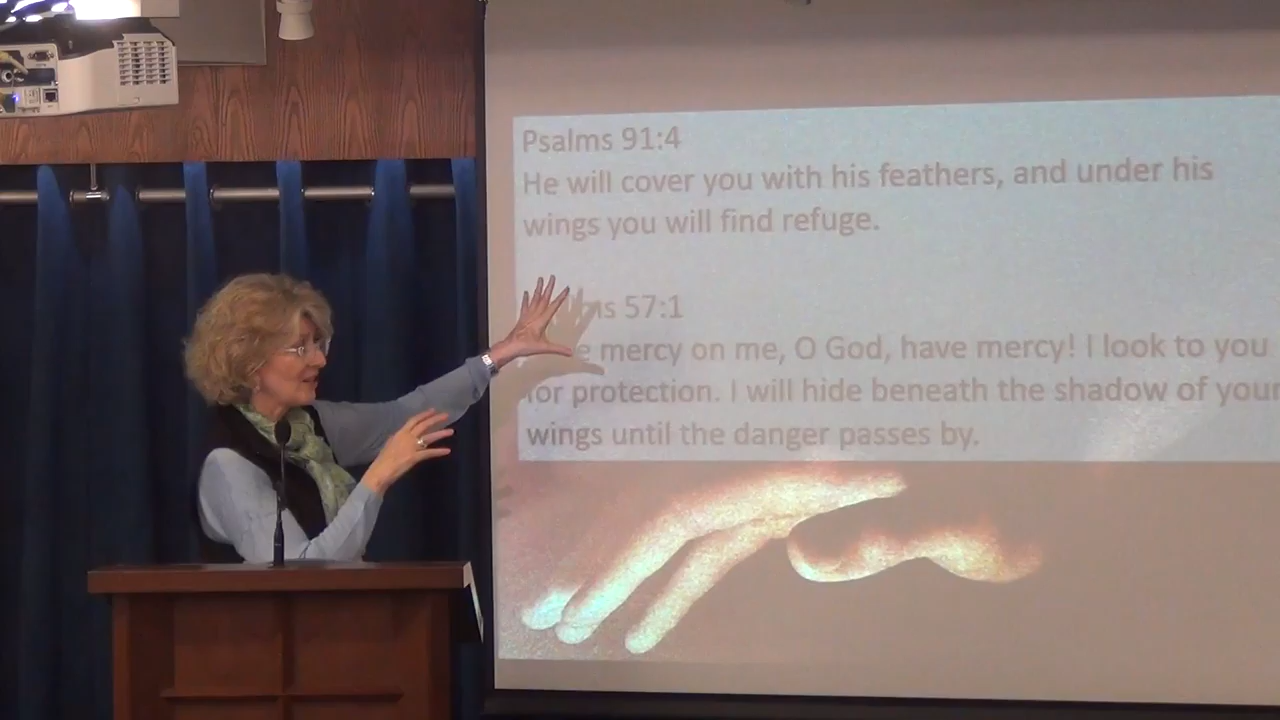 Psalms 91:4
He will cover you with his feathers, and under his
wings you will find refuge.
ms 57:1
e mercy on me, O God, have mercy! I look to you
for protection. I will hide beneath the shadow of your
wings until the danger passes by.